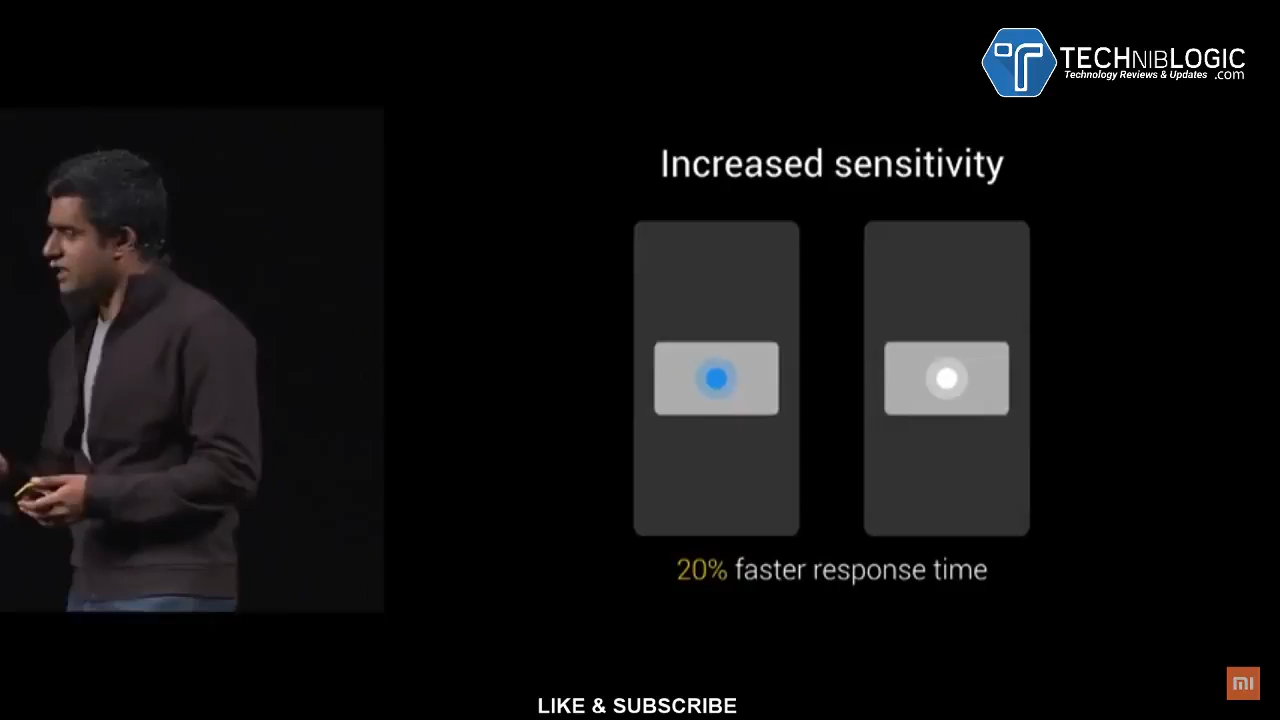 TECHNIBLOGIC
Technology Reviews & Updates .com
Increased sensitivity
20% faster response time
LIKE & SUBSCRIBE
MI